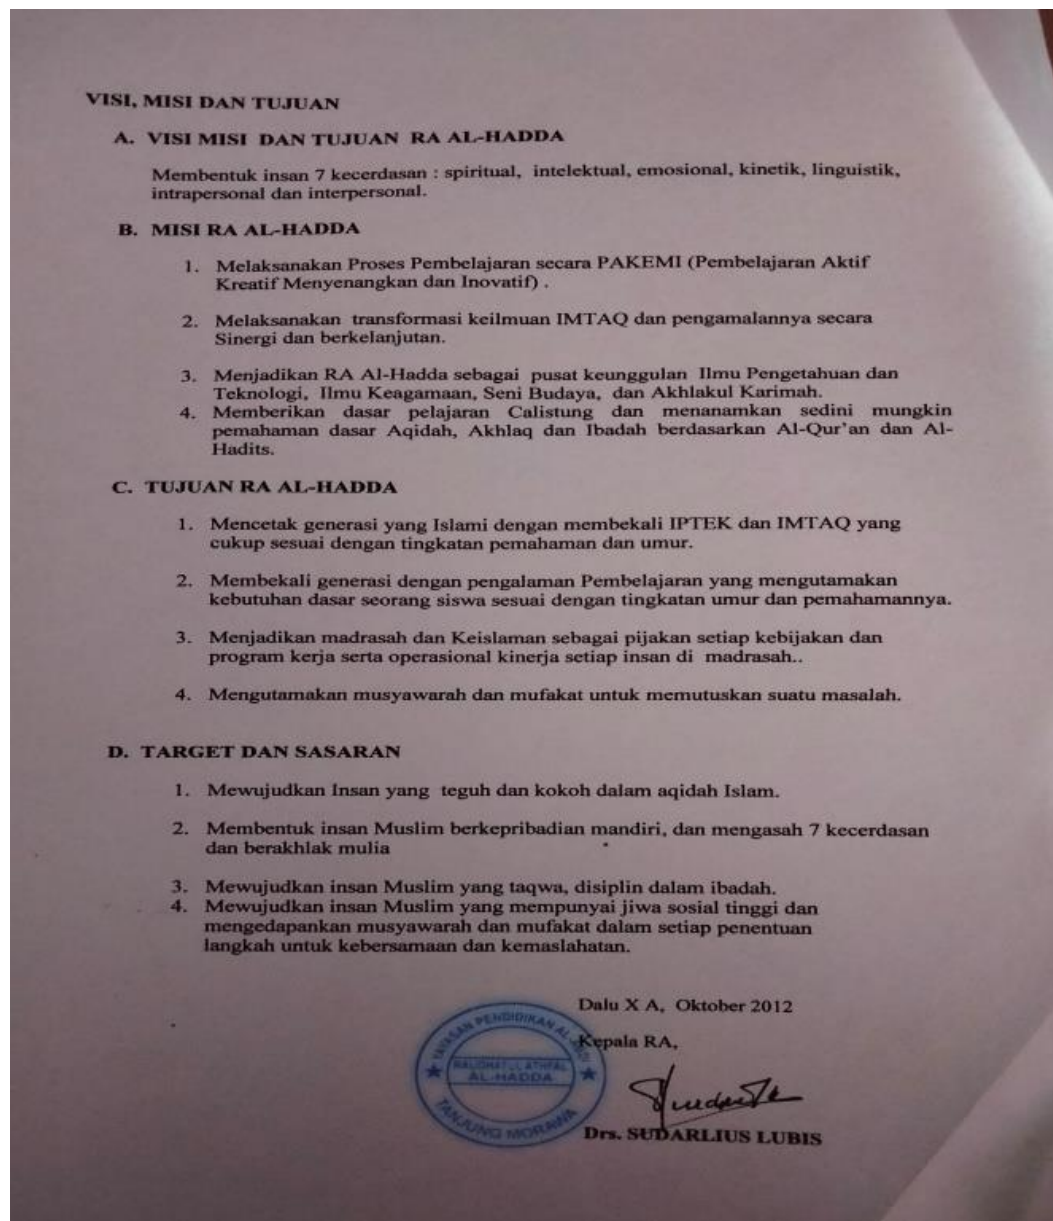 VISI, MISI DAN TUJUAN
A. VISI MISI DAN TUJUAN RA AL-HADDA
Membentuk insan 7 kecerdasan : spiritual, intelektual, emosional, kinetik, linguistik,
intrapersonal dan interpersonal.
B. MISI RA AL-HADDA
1. Melaksanakan Proses Pembelajaran secara PAKEMI (Pembelajaran Aktif
Kreatif Menyenangkan dan Inovatif) .
2. Melaksanakan transformasi keilmuan IMTAQ dan pengamalannya secara
Sinergi dan berkelanjutan.
3. Menjadikan RA Al-Hadda sebagai pusat keunggulan Ilmu Pengetahuan dan
Teknologi, Ilmu Keagamaan, Seni Budaya, dan Akhlakul Karimah.
4. Memberikan dasar pelajaran Calistung dan menanamkan sedini mungkin
pemahaman dasar Aqidah, Akhlaq dan Ibadah berdasarkan Al-Qur'an dan Al-
Hadits.
C. TUJUAN RA AL-HADDA
1. Mencetak generasi yang Islami dengan membekali IPTEK dan IMTAQ yang
cukup sesuai dengan tingkatan pemahaman dan umur.
2. Membekali generasi dengan pengalaman Pembelajaran yang mengutamakan
kebutuhan dasar seorang siswa sesuai dengan tingkatan umur dan pemahamannya.
3. Menjadikan madrasah dan Keislaman sebagai pijakan setiap kebijakan dan
program kerja serta operasional kinerja setiap insan di madrasah..
4. Mengutamakan musyawarah dan mufakat untuk memutuskan suatu masalah.
D. TARGET DAN SASARAN
1. Mewujudkan Insan yang teguh dan kokoh dalam aqidah Islam.
2. Membentuk insan Muslim berkepribadian mandiri, dan mengasah 7 kecerdasan
dan berakhlak mulia
3. Mewujudkan insan Muslim yang taqwa, disiplin dalam ibadah.
4. Mewujudkan insan Muslim yang mempunyai jiwa sosial tinggi dan
mengedapankan musyawarah dan mufakat dalam setiap penentuan
langkah untuk kebersamaan dan kemaslahatan.
Dalu X A, Oktober 2012
Kepala RA,
YAYASAN PENDIDIKAN AL
RAUDHATUL ATHFAL
AL-HADDA
TANJUNG MORAWA
Drs. SUDARLIUS LUBIS